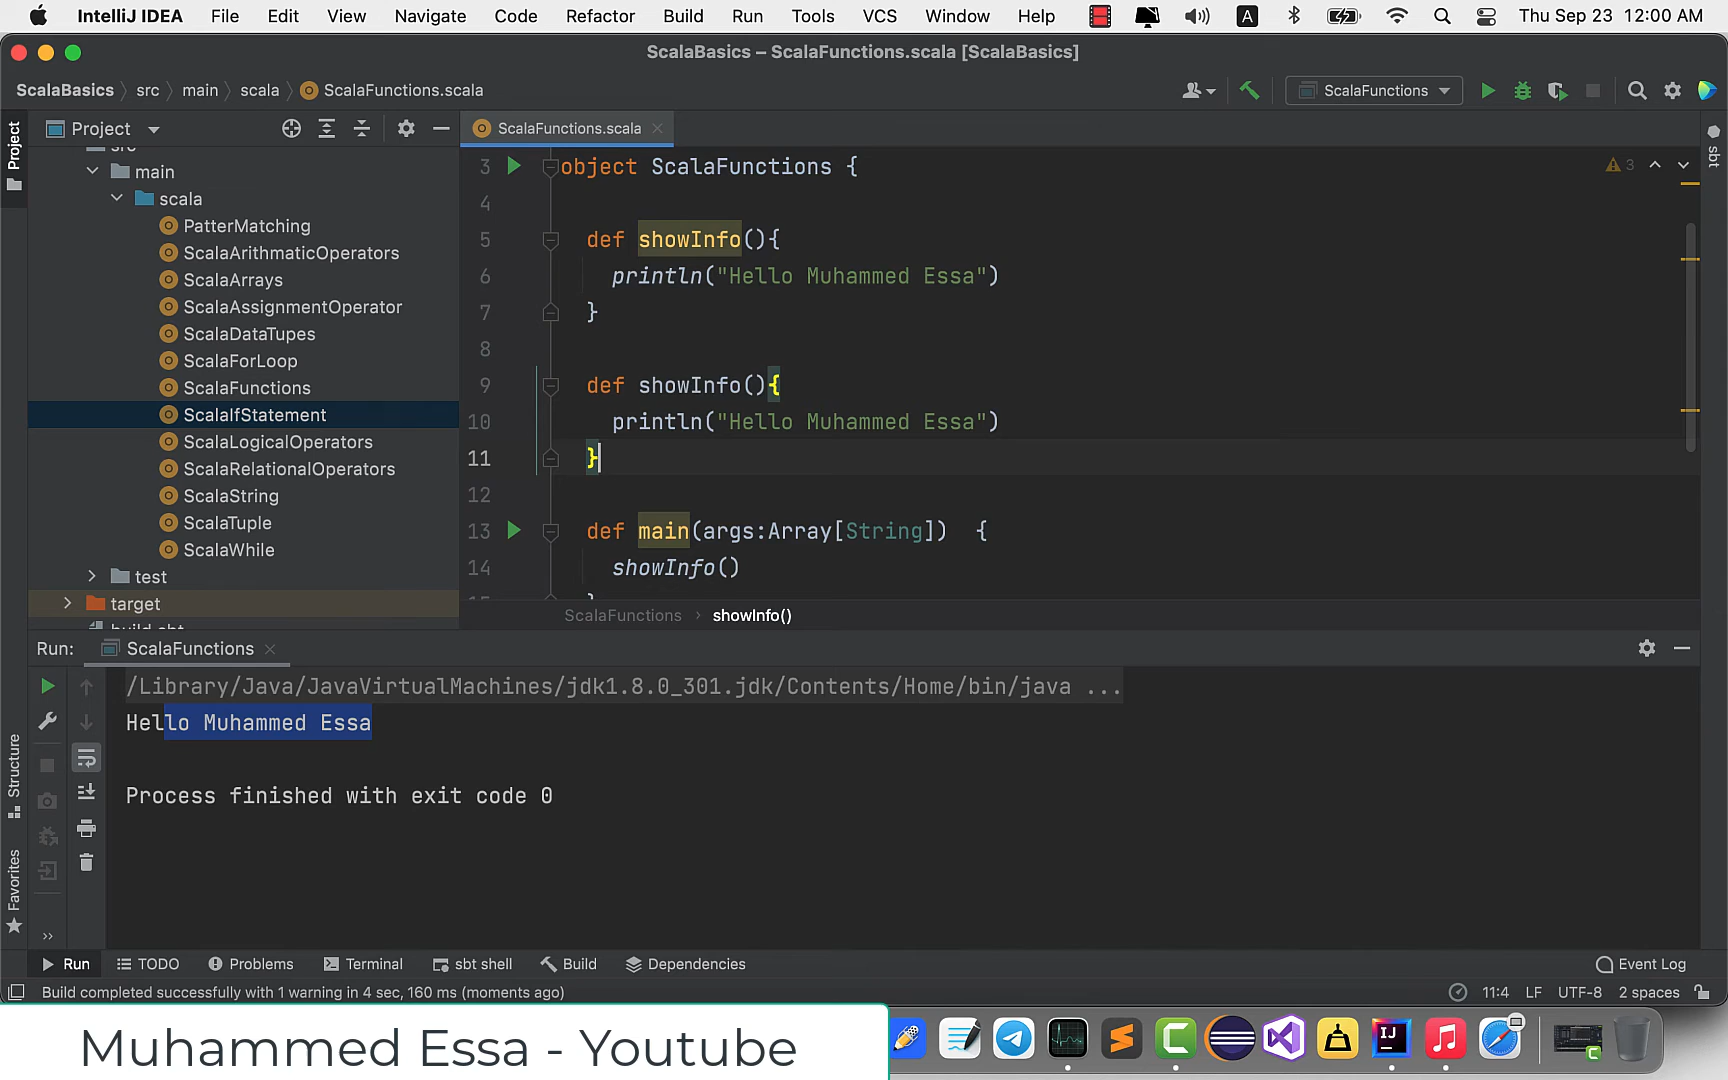 IntelliJ IDEA File Edit View Navigate Code Refactor Build Run Tools VCS Window Help A Thu Sep 23 12:00 AM
ScalaBasics – ScalaFunctions.scala [ScalaBasics]
ScalaBasics src main scala ScalaFunctions.scala ScalaFunctions
Project Project ScalaFunctions.scala sbt
main
scala
PatterMatching
ScalaArithmaticOperators
ScalaArrays
ScalaAssignmentOperator
ScalaDataTupes
ScalaForLoop
ScalaFunctions
ScalaIfStatement
ScalaLogicalOperators
ScalaRelationalOperators
ScalaString
ScalaTuple
ScalaWhile
test
target
3 object ScalaFunctions { 3
4
5 def showInfo(){
6 println("Hello Muhammed Essa")
7 }
8
9 def showInfo(){
10 println("Hello Muhammed Essa")
11 }
12
13 def main(args:Array[String]) {
14 showInfo()
ScalaFunctions › showInfo()
Run: ScalaFunctions
/Library/Java/JavaVirtualMachines/jdk1.8.0_301.jdk/Contents/Home/bin/java ...
Hello Muhammed Essa
Process finished with exit code 0
Structure
Favorites
Run TODO Problems Terminal sbt shell Build Dependencies Event Log
Build completed successfully with 1 warning in 4 sec, 160 ms (moments ago) 11:4 LF UTF-8 2 spaces
Muhammed Essa - Youtube